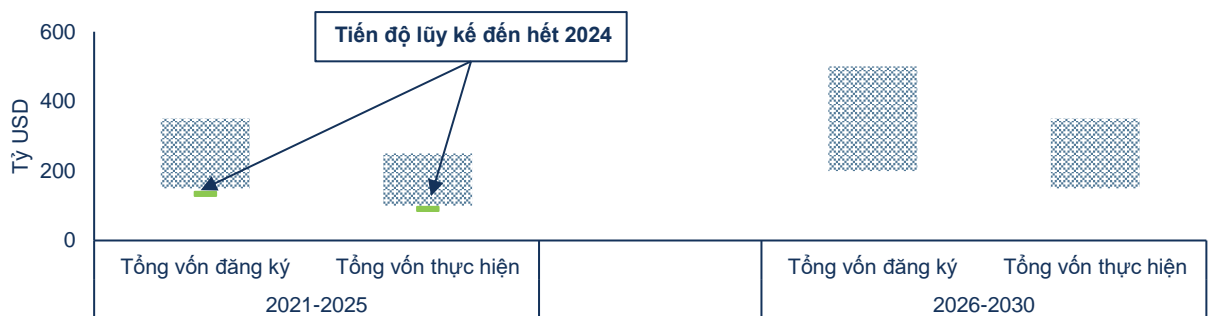 Tiến độ lũy kế đến hết 2024
Tỷ USD
600
400
200
0
Tổng vốn đăng ký
Tổng vốn thực hiện
Tổng vốn đăng ký
Tổng vốn thực hiện
2021-2025
2026-2030